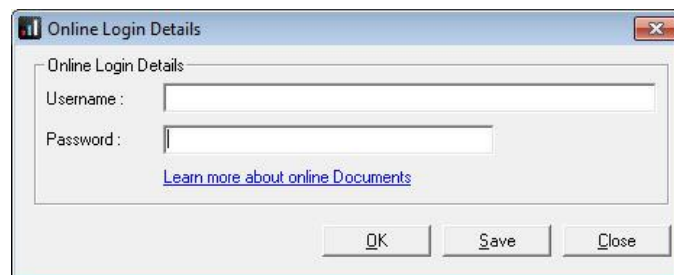 Online Login Details
Online Login Details
Username :
Password :
Learn more about online Documents
OK Save Close